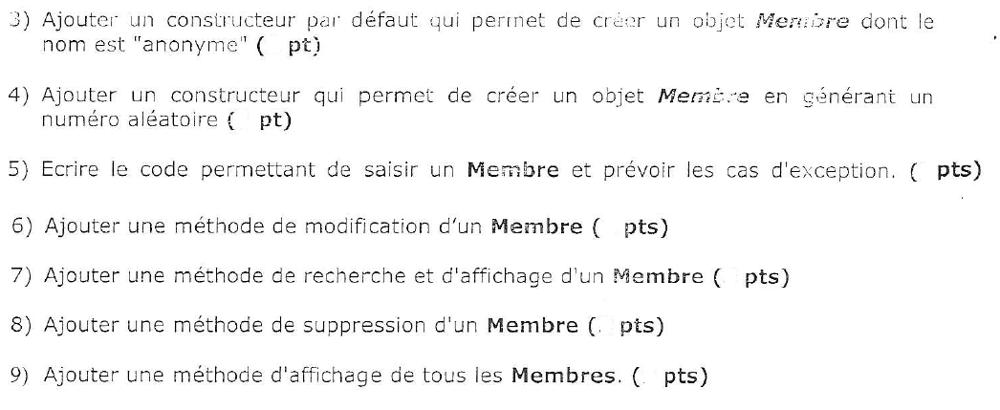 3) Ajouter un constructeur par défaut qui permet de créer un objet Membre dont le
nom est "anonyme" ( pt)
4) Ajouter un constructeur qui permet de créer un objet Membre en générant un
numéro aléatoire ( pt)
5) Ecrire le code permettant de saisir un Membre et prévoir les cas d'exception. ( pts)
6) Ajouter une méthode de modification d'un Membre ( pts)
7) Ajouter une méthode de recherche et d'affichage d'un Membre ( pts)
8) Ajouter une méthode de suppression d'un Membre (. pts)
9) Ajouter une méthode d'affichage de tous les Membres. ( pts)